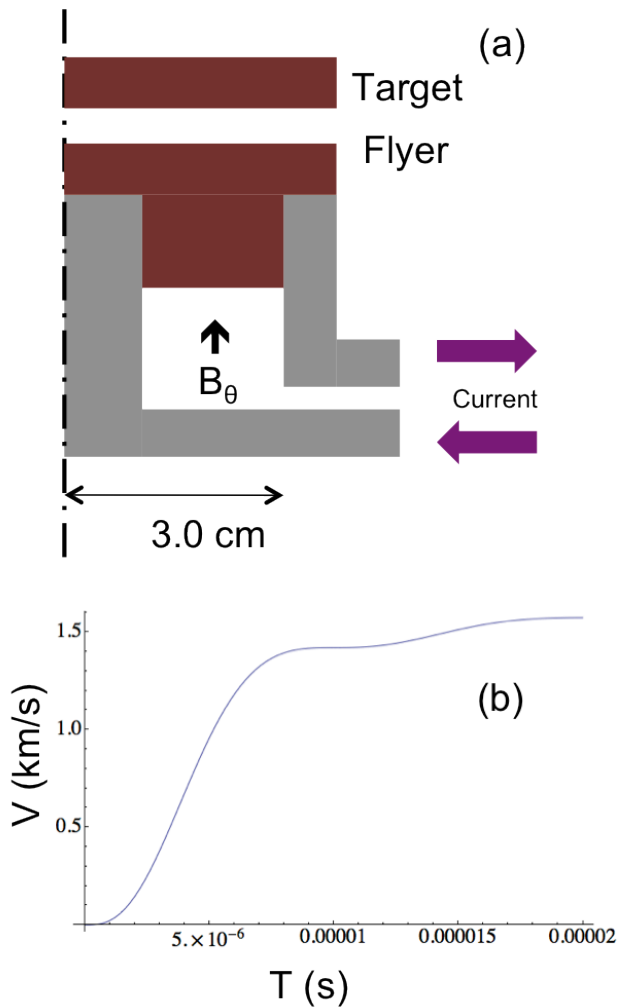 (a)
Target
Flyer
B_θ
Current
3.0 cm
1.5
1.0
0.5
V (km/s)
(b)
5.×10^-6
0.00001
0.000015
0.00002
T (s)